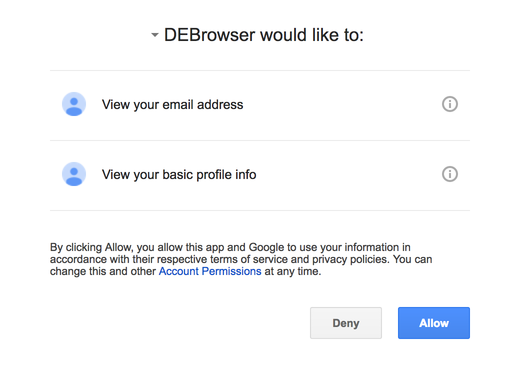 DEBrowser would like to:
View your email address
View your basic profile info
By clicking Allow, you allow this app and Google to use your information in
accordance with their respective terms of service and privacy policies. You can
change this and other Account Permissions at any time.
Deny
Allow